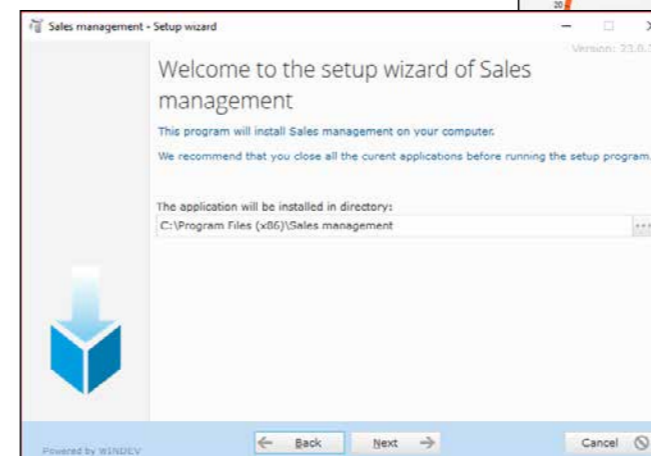 20
Sales management - Setup wizard
Version: 23.0.
Welcome to the setup wizard of Sales
management
This program will install Sales management on your computer.
We recommend that you close all the curent applications before running the setup program.
The application will be installed in directory:
C:\Program Files (x86)\Sales management
...
Back
Next
Cancel
Powered by WINDEV